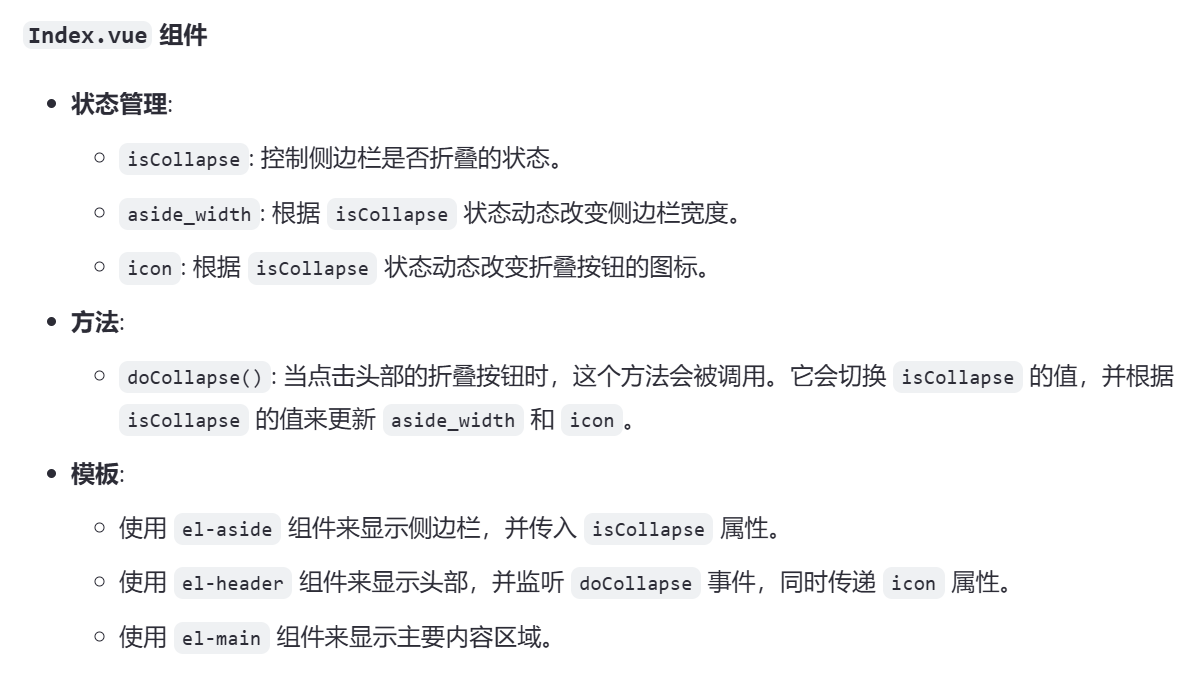 Index.vue 组件
状态管理:
isCollapse: 控制侧边栏是否折叠的状态。
aside_width: 根据 isCollapse 状态动态改变侧边栏宽度。
icon: 根据 isCollapse 状态动态改变折叠按钮的图标。
方法:
doCollapse(): 当点击头部的折叠按钮时，这个方法会被调用。它会切换 isCollapse 的值，并根据
isCollapse 的值来更新 aside_width 和 icon。
模板:
使用 el-aside 组件来显示侧边栏，并传入 isCollapse 属性。
使用 el-header 组件来显示头部，并监听 doCollapse 事件，同时传递 icon 属性。
使用 el-main 组件来显示主要内容区域。